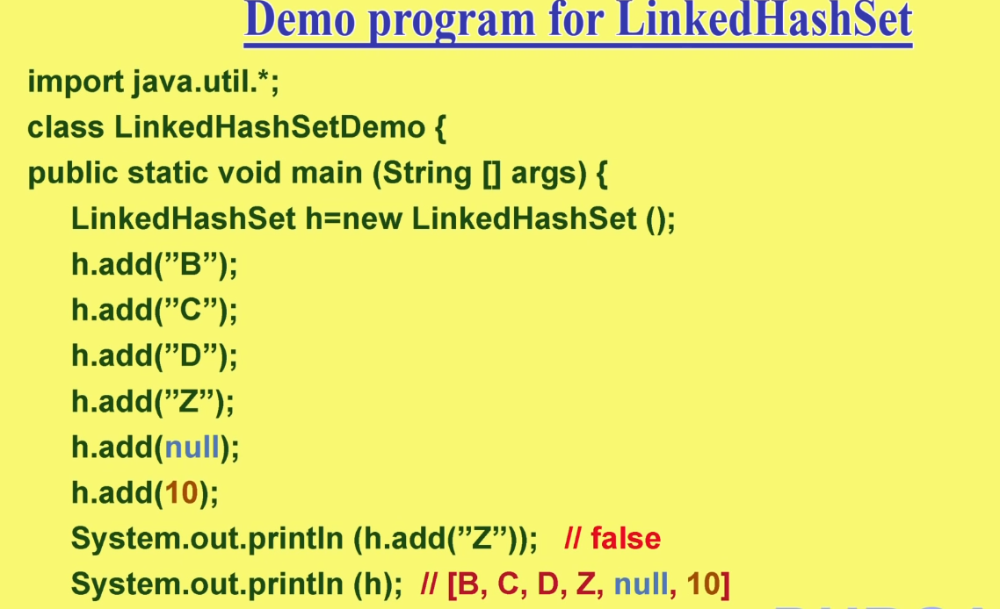 Demo program for LinkedHashSet
import java.util.*;
class LinkedHashSetDemo {
public static void main (String [] args) {
LinkedHashSet h=new LinkedHashSet ();
h.add(”B”);
h.add(”C”);
h.add(”D”);
h.add(”Z”);
h.add(null);
h.add(10);
System.out.println (h.add(”Z”)); // false
System.out.println (h); // [B, C, D, Z, null, 10]